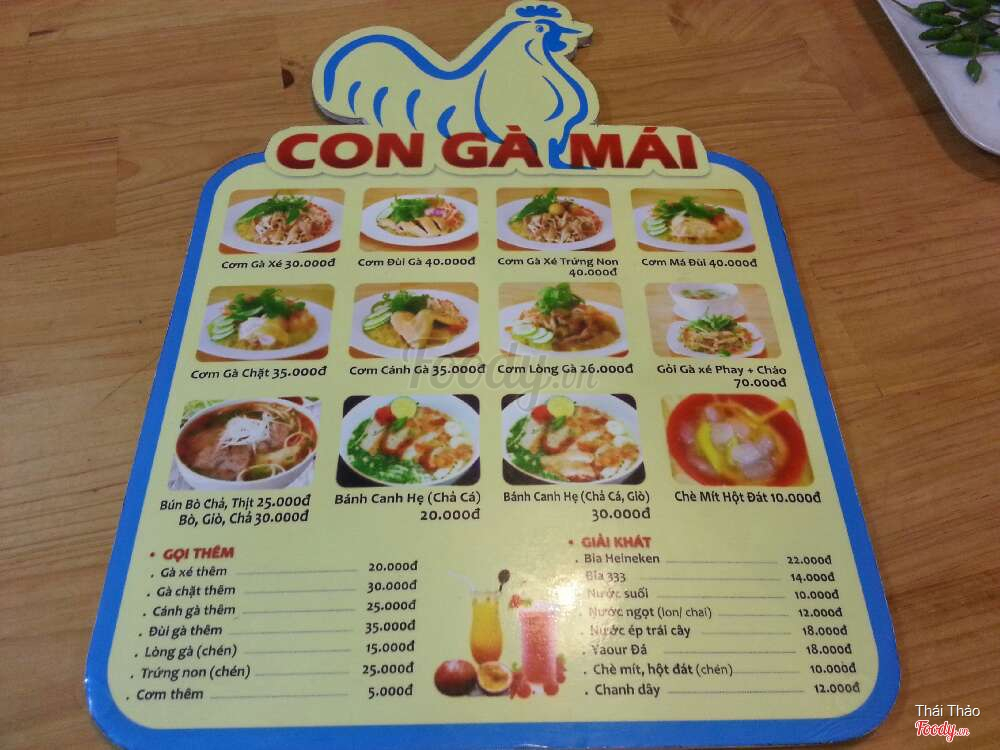 CON GÀ MÁI
Cơm Gà Xé 30.000đ
Cơm Đùi Gà 40.000đ
Cơm Gà Xé Trứng Non
40.000đ
Cơm Má Đùi 40.000đ
Cơm Gà Chặt 35.000đ
Cơm Cánh Gà 35.000đ
Cơm Lòng Gà 26.000đ
Gỏi Gà xé Phay + Cháo
70.000đ
Foody.vn
Bún Bò Chả, Thịt 25.000đ
Bò, Giò, Chả 30.000đ
Bánh Canh Hẹ (Chả Cá)
20.000đ
Bánh Canh Hẹ (Chả Cá, Giò)
30.000đ
Chè Mít Hột Đát 10.000đ
• GỌI THÊM
. Gà xé thêm 20.000đ
. Gà chặt thêm 30.000đ
. Cánh gà thêm 25.000đ
. Đùi gà thêm 35.000đ
. Lòng gà (chén) 15.000đ
. Trứng non (chén) 25.000đ
. Cơm thêm 5.000đ
• GIẢI KHÁT
. Bia Heineken 22.000đ
. Bia 333 14.000đ
. Nước suối 10.000đ
. Nước ngọt (lon/ chai) 12.000đ
. Nước ép trái cây 18.000đ
. Yaour Đá 18.000đ
. Chè mít, hột đát (chén) 10.000đ
. Chanh dây 12.000đ
Thái Thảo
Foody.vn